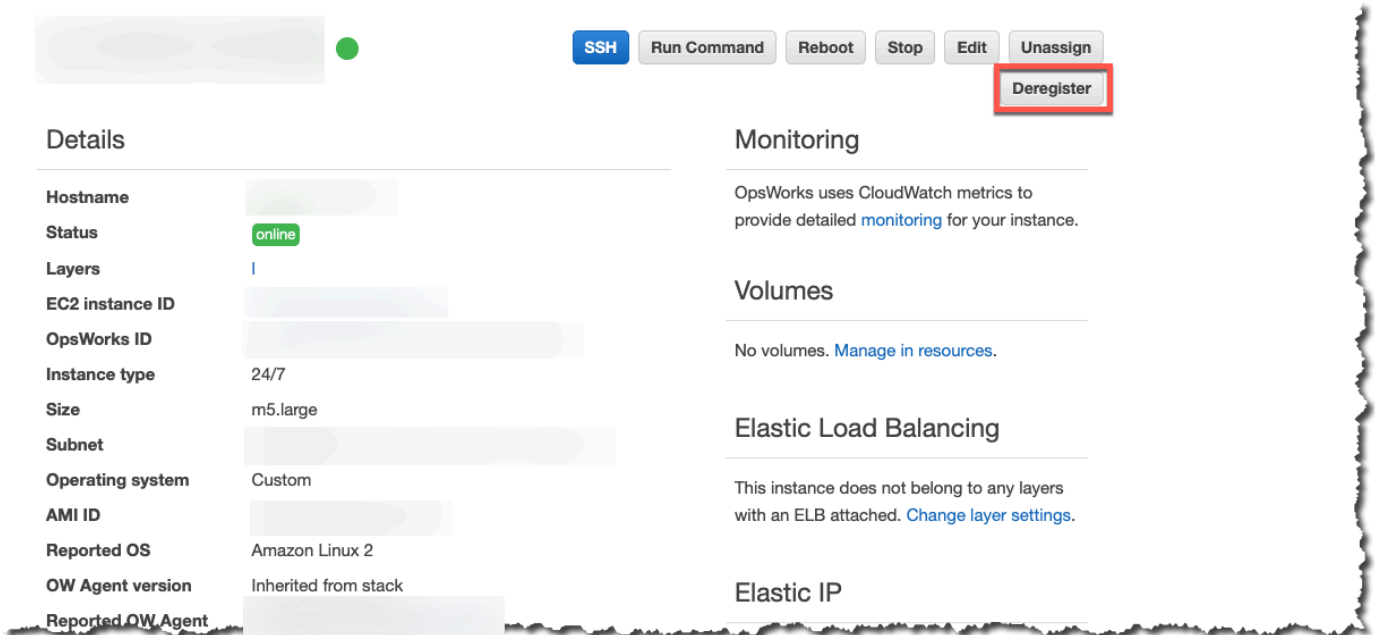 SSH Run Command Reboot Stop Edit Unassign
Deregister
Details
Hostname
Status online
Layers l
EC2 instance ID
OpsWorks ID
Instance type 24/7
Size m5.large
Subnet
Operating system Custom
AMI ID
Reported OS Amazon Linux 2
OW Agent version Inherited from stack
Reported OW Agent
Monitoring
OpsWorks uses CloudWatch metrics to
provide detailed monitoring for your instance.
Volumes
No volumes. Manage in resources.
Elastic Load Balancing
This instance does not belong to any layers
with an ELB attached. Change layer settings.
Elastic IP